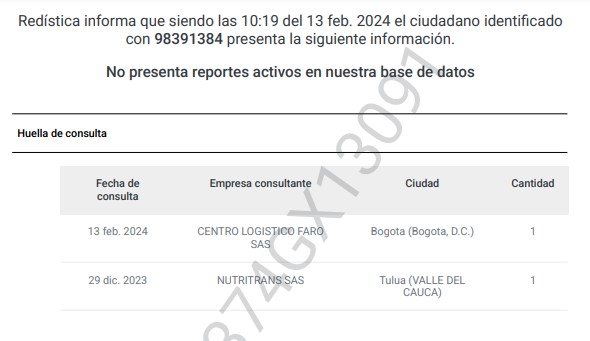 Redística informa que siendo las 10:19 del 13 feb. 2024 el ciudadano identificado
con 98391384 presenta la siguiente información.
No presenta reportes activos en nuestra base de datos
Huella de consulta
Fecha de consulta Empresa consultante Ciudad Cantidad
13 feb. 2024 CENTRO LOGISTICO FARO SAS Bogota (Bogota, D.C.) 1
29 dic. 2023 NUTRITRANS SAS Tulua (VALLE DEL CAUCA) 1
374GX13091